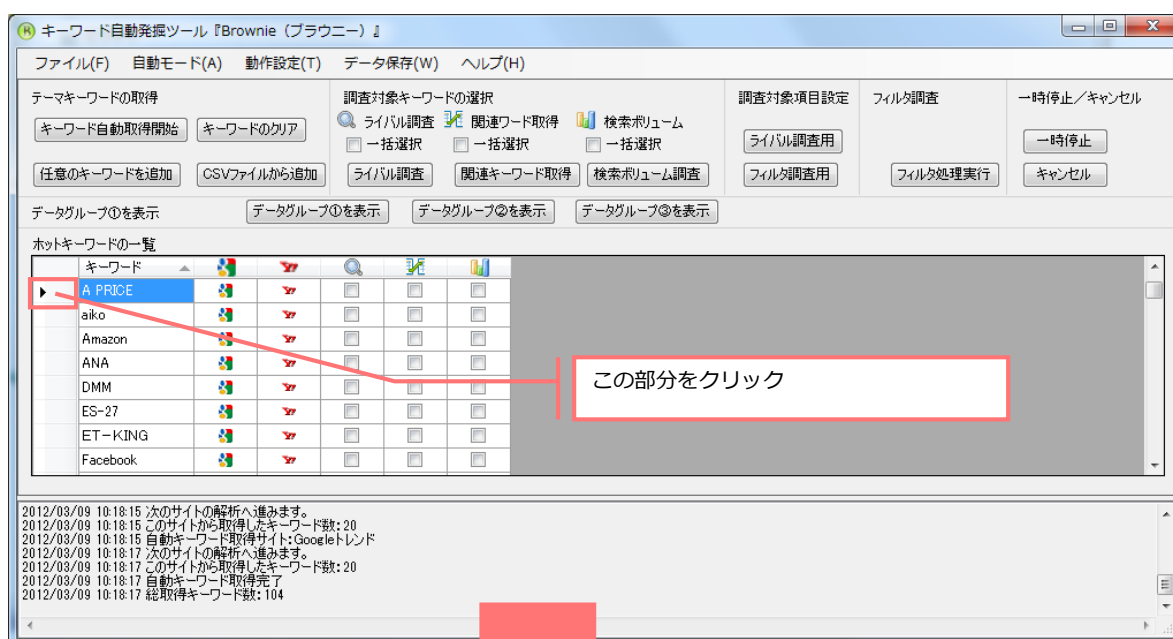 キーワード自動発掘ツール『Brownie（ブラウニー）』
ファイル(F) 自動モード(A) 動作設定(T) データ保存(W) ヘルプ(H)
テーマキーワードの取得 調査対象キーワードの選択 調査対象項目設定 フィルタ調査 一時停止／キャンセル
ライバル調査 関連ワード取得 検索ボリューム
キーワード自動取得開始 キーワードのクリア 一括選択 一括選択 一括選択 ライバル調査用 一時停止
任意のキーワードを追加 CSVファイルから追加 ライバル調査 関連キーワード取得 検索ボリューム調査 フィルタ調査用 フィルタ処理実行 キャンセル
データグループ①を表示 データグループ①を表示 データグループ②を表示 データグループ③を表示
ホットキーワードの一覧
キーワード
A PRICE
aiko
Amazon
ANA
この部分をクリック
DMM
ES-27
ET－KING
Facebook
2012/03/09 10:18:15 次のサイトの解析へ進みます。
2012/03/09 10:18:15 このサイトから取得したキーワード数:20
2012/03/09 10:18:15 自動キーワード取得サイト:Googleトレンド
2012/03/09 10:18:17 次のサイトの解析へ進みます。
2012/03/09 10:18:17 このサイトから取得したキーワード数:20
2012/03/09 10:18:17 自動キーワード取得完了
2012/03/09 10:18:17 総取得キーワード数:104